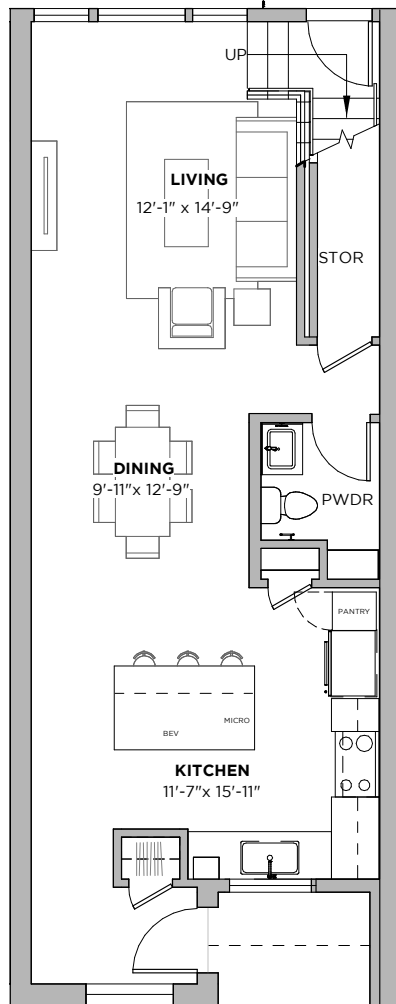 UP
LIVING
12'-1" x 14'-9"
STOR
DINING
9'-11"x 12'-9"
PWDR
PANTRY
MICRO
BEV
KITCHEN
11'-7"x 15'-11"